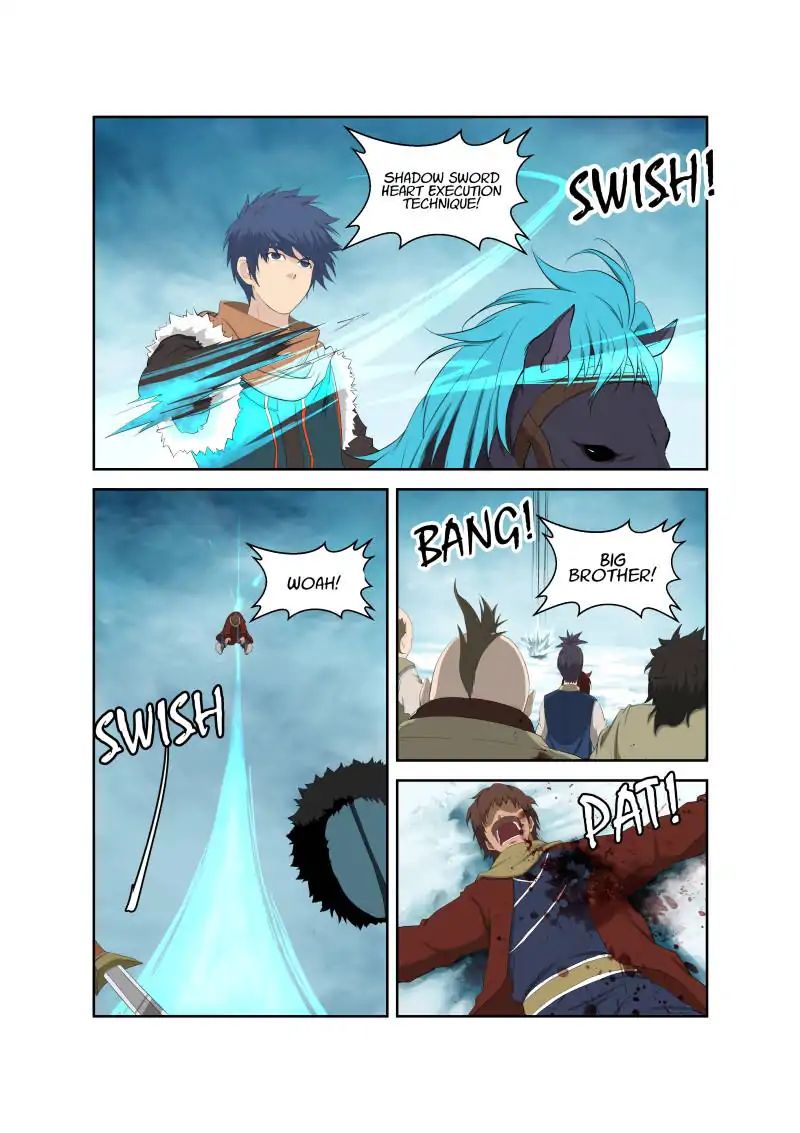 SHADOW SWORD
HEART EXECUTION
TECHNIQUE!
SWISH!
WOAH!
SWISH
BANG!
BIG
BROTHER!
PAT!